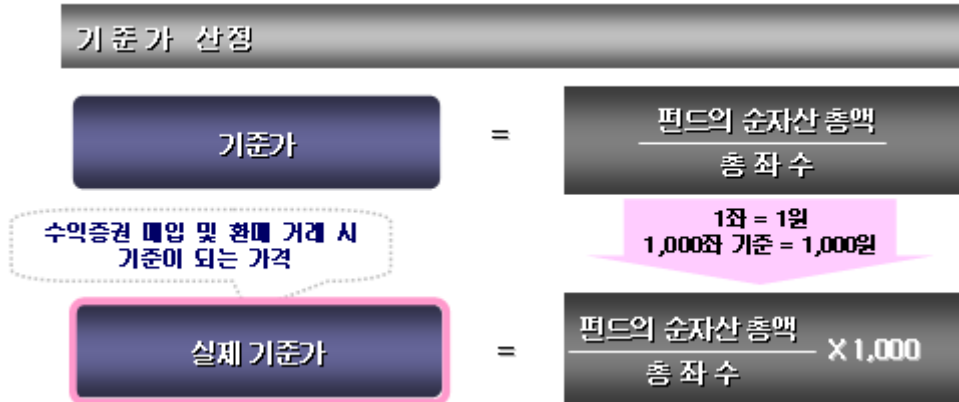 기준가 산정
기준가
=
펀드의 순자산 총액
총 좌 수
수익증권 매입 및 환매 거래 시
기준이 되는 가격
1좌 = 1원
1,000좌 기준 = 1,000원
실제 기준가
=
펀드의 순자산 총액
총 좌 수
X 1,000